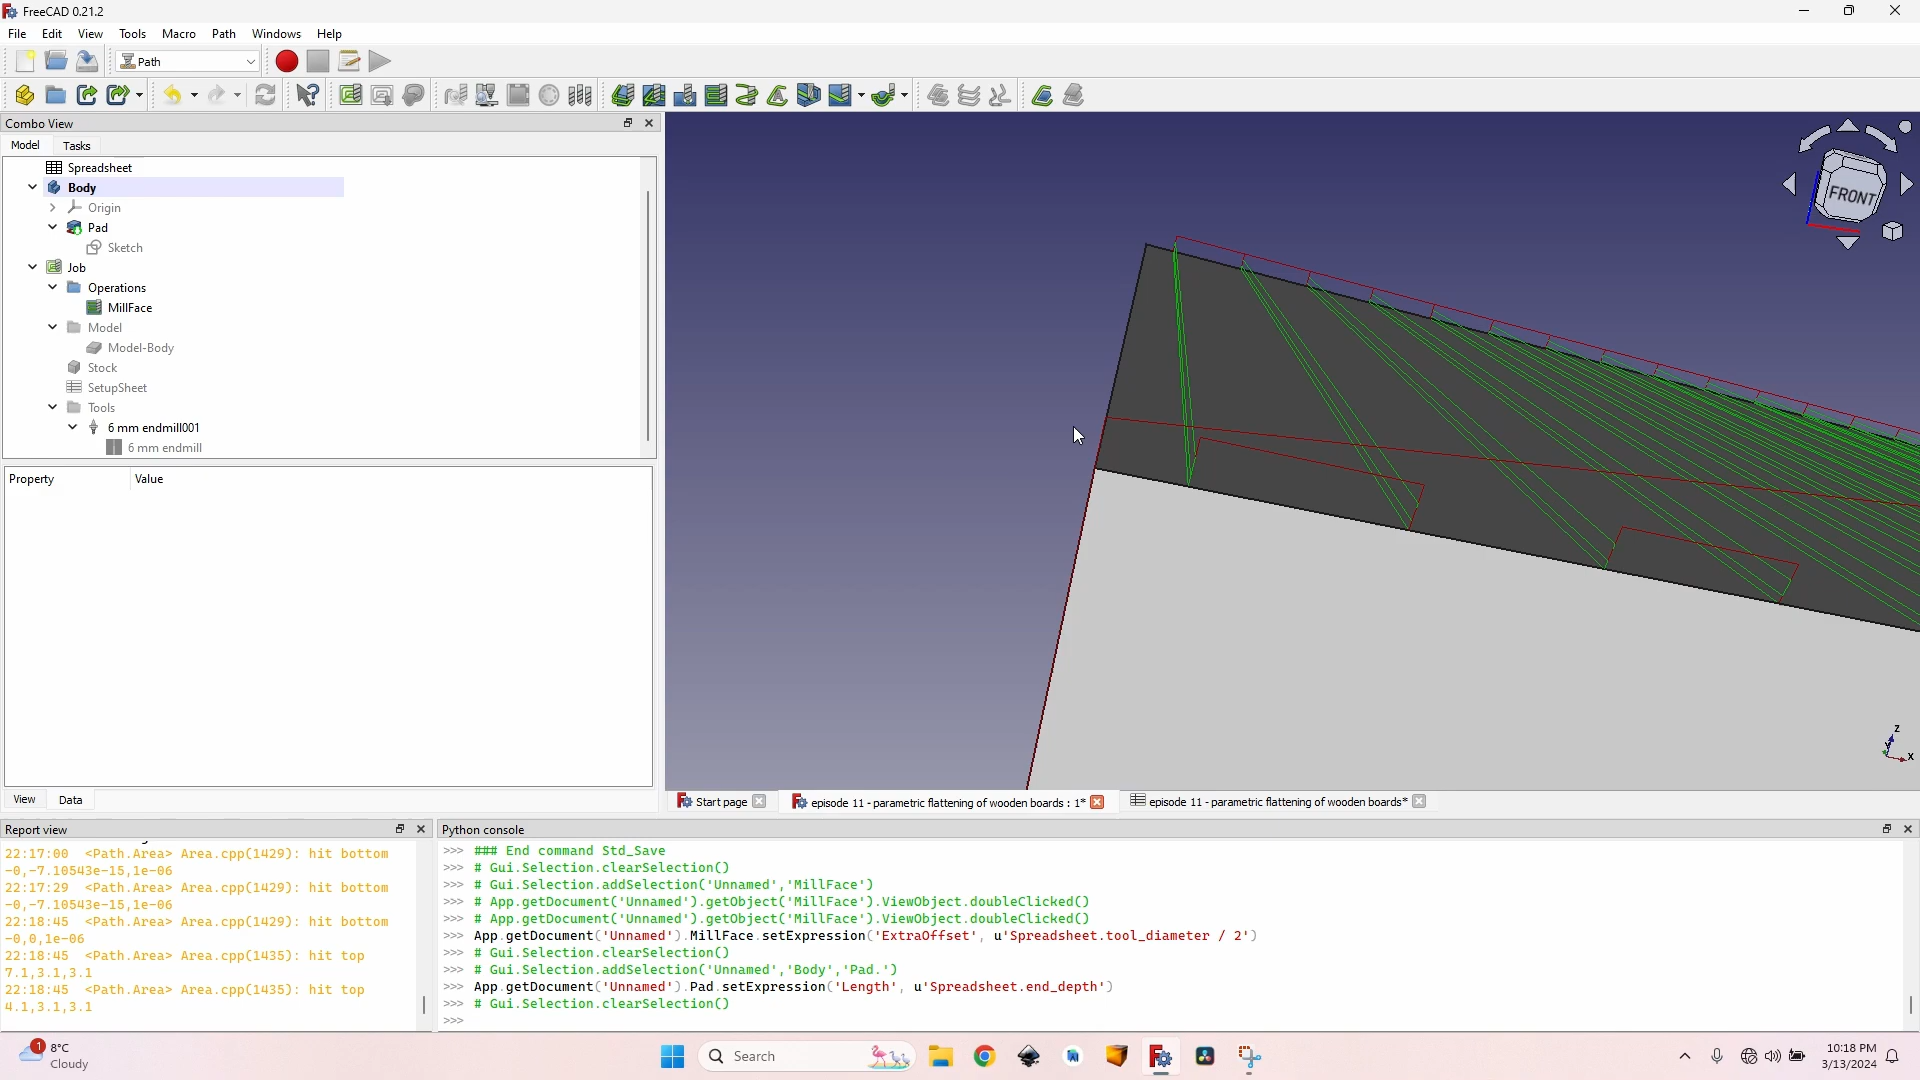 FreeCAD 0.21.2
File Edit View Tools Macro Path Windows Help
Path
Combo View
Model Tasks
Spreadsheet
Body
Origin
Pad
Sketch
Job
Operations
MillFace
Model
Model-Body
Stock
SetupSheet
Tools
6 mm endmill001
6 mm endmill
Property Value
View Data
FRONT
Z
Y
X
Start page
episode 11 - parametric flattening of wooden boards : 1*
episode 11 - parametric flattening of wooden boards*
Report view
22:17:00 <Path.Area> Area.cpp(1429): hit bottom
-0,-7.10543e-15,1e-06
22:17:29 <Path.Area> Area.cpp(1429): hit bottom
-0,-7.10543e-15,1e-06
22:18:45 <Path.Area> Area.cpp(1429): hit bottom
-0,0,1e-06
22:18:45 <Path.Area> Area.cpp(1435): hit top
7.1,3.1,3.1
22:18:45 <Path.Area> Area.cpp(1435): hit top
4.1,3.1,3.1
Python console
>>> ### End command Std_Save
>>> # Gui.Selection.clearSelection()
>>> # Gui.Selection.addSelection('Unnamed','MillFace')
>>> # App.getDocument('Unnamed').getObject('MillFace').ViewObject.doubleClicked()
>>> # App.getDocument('Unnamed').getObject('MillFace').ViewObject.doubleClicked()
>>> App.getDocument('Unnamed').MillFace.setExpression('ExtraOffset', u'Spreadsheet.tool_diameter / 2')
>>> # Gui.Selection.clearSelection()
>>> # Gui.Selection.addSelection('Unnamed','Body','Pad.')
>>> App.getDocument('Unnamed').Pad.setExpression('Length', u'Spreadsheet.end_depth')
>>> # Gui.Selection.clearSelection()
>>>
1
8°C
Cloudy
Search
10:18 PM
3/13/2024